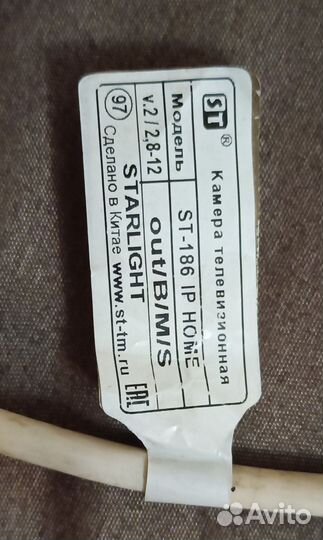 ST® Камера телевизионная
Модель ST-186 IP HOME
v.2 / 2,8-12 out/B/M/S
STARLIGHT
97 Сделано в Китае www.st-tm.ru EAC
Avito